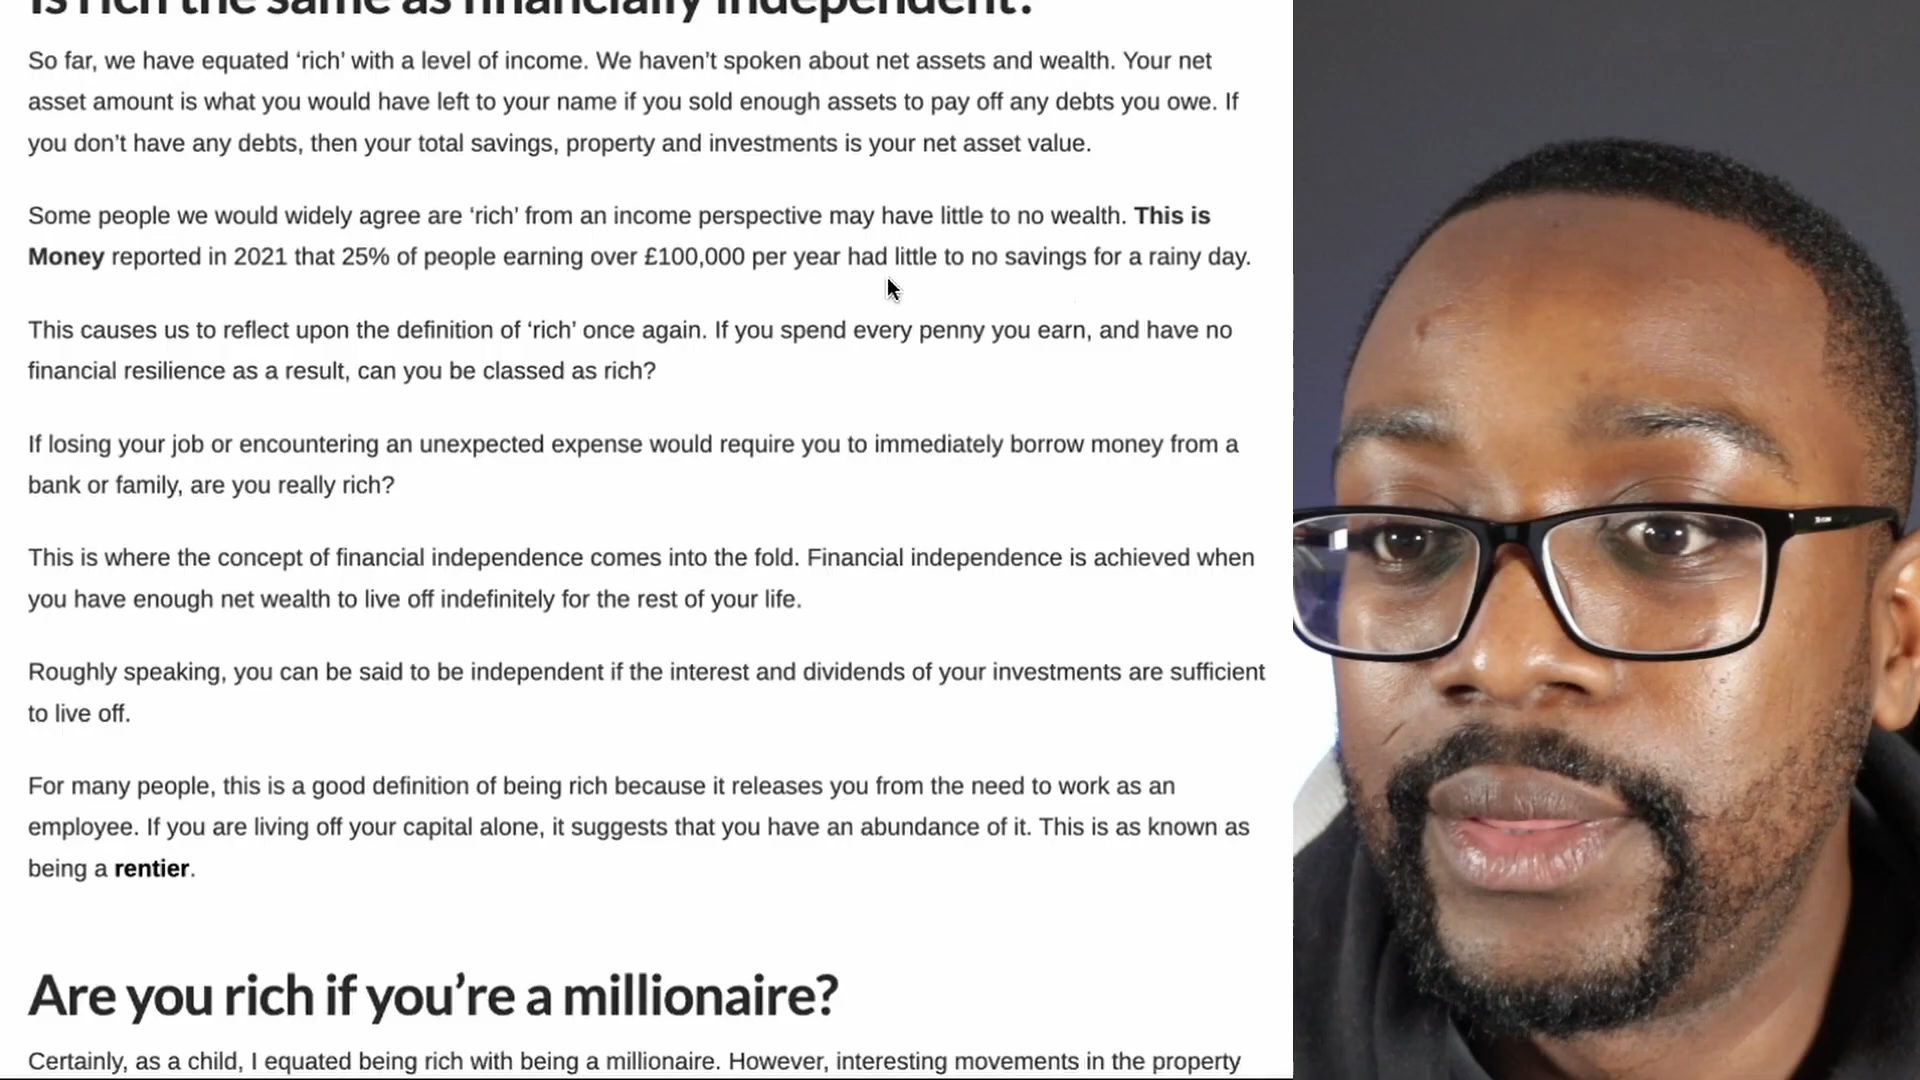 Is rich the same as financially independent?
So far, we have equated ‘rich’ with a level of income. We haven’t spoken about net assets and wealth. Your net
asset amount is what you would have left to your name if you sold enough assets to pay off any debts you owe. If
you don’t have any debts, then your total savings, property and investments is your net asset value.
Some people we would widely agree are ‘rich’ from an income perspective may have little to no wealth. This is
Money reported in 2021 that 25% of people earning over £100,000 per year had little to no savings for a rainy day.
This causes us to reflect upon the definition of ‘rich’ once again. If you spend every penny you earn, and have no
financial resilience as a result, can you be classed as rich?
If losing your job or encountering an unexpected expense would require you to immediately borrow money from a
bank or family, are you really rich?
This is where the concept of financial independence comes into the fold. Financial independence is achieved when
you have enough net wealth to live off indefinitely for the rest of your life.
Roughly speaking, you can be said to be independent if the interest and dividends of your investments are sufficient
to live off.
For many people, this is a good definition of being rich because it releases you from the need to work as an
employee. If you are living off your capital alone, it suggests that you have an abundance of it. This is as known as
being a rentier.
Are you rich if you’re a millionaire?
Certainly, as a child, I equated being rich with being a millionaire. However, interesting movements in the property